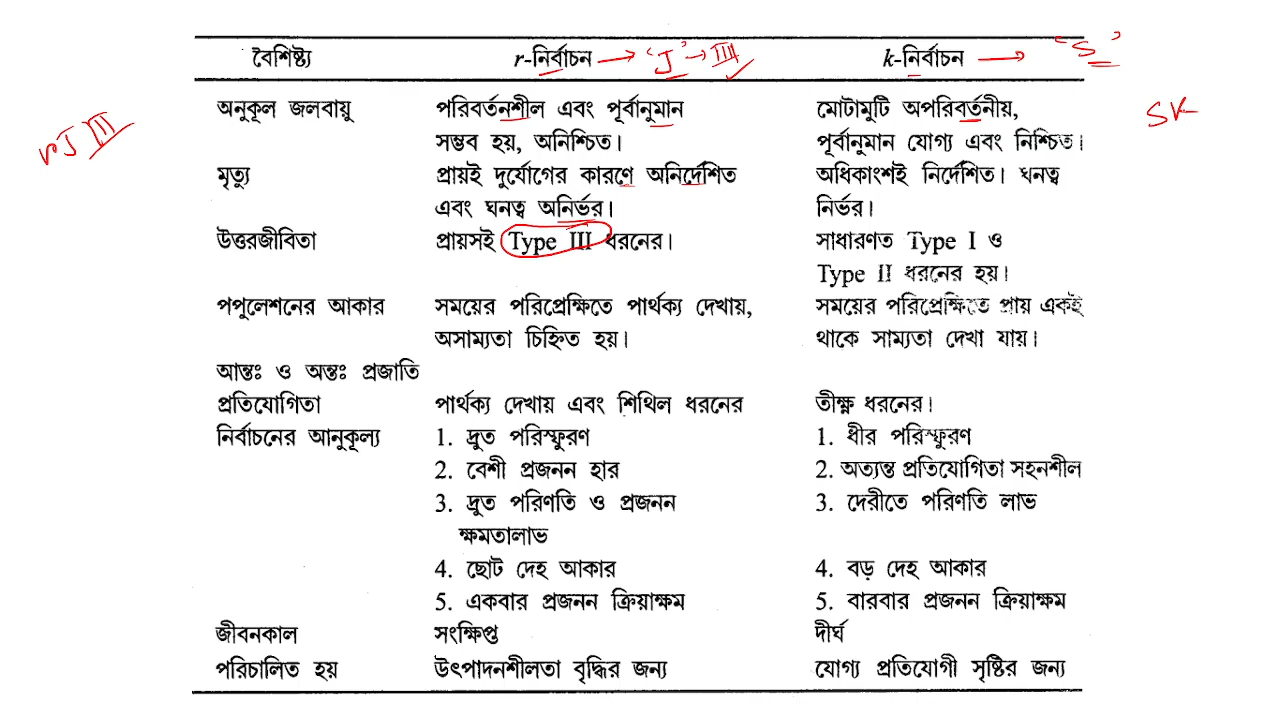 বৈশিষ্ট্য r-নির্বাচন → 'J' → III k-নির্বাচন → 'S'
অনুকূল জলবায়ু পরিবর্তনশীল এবং পূর্বানুমান মোটামুটি অপরিবর্তনীয়, SK
rJ III সম্ভব হয়, অনিশ্চিত। পূর্বানুমান যোগ্য এবং নিশ্চিত।
মৃত্যু প্রায়ই দুর্যোগের কারণে অনির্দেশিত অধিকাংশই নির্দেশিত। ঘনত্ব
এবং ঘনত্ব অনির্ভর। নির্ভর।
উত্তরজীবিতা প্রায়সই Type III ধরনের। সাধারণত Type I ও
Type II ধরনের হয়।
পপুলেশনের আকার সময়ের পরিপ্রেক্ষিতে পার্থক্য দেখায়, সময়ের পরিপ্রেক্ষিতে প্রায় একই
অসাম্যতা চিহ্নিত হয়। থাকে সাম্যতা দেখা যায়।
আন্তঃ ও অন্তঃ প্রজাতি
প্রতিযোগিতা পার্থক্য দেখায় এবং শিথিল ধরনের তীক্ষ্ণ ধরনের।
নির্বাচনের আনুকূল্য 1. দ্রুত পরিস্ফুরণ 1. ধীর পরিস্ফুরণ
2. বেশী প্রজনন হার 2. অত্যন্ত প্রতিযোগিতা সহনশীল
3. দ্রুত পরিণতি ও প্রজনন 3. দেরীতে পরিণতি লাভ
ক্ষমতালাভ
4. ছোট দেহ আকার 4. বড় দেহ আকার
5. একবার প্রজনন ক্রিয়াক্ষম 5. বারবার প্রজনন ক্রিয়াক্ষম
জীবনকাল সংক্ষিপ্ত দীর্ঘ
পরিচালিত হয় উৎপাদনশীলতা বৃদ্ধির জন্য যোগ্য প্রতিযোগী সৃষ্টির জন্য